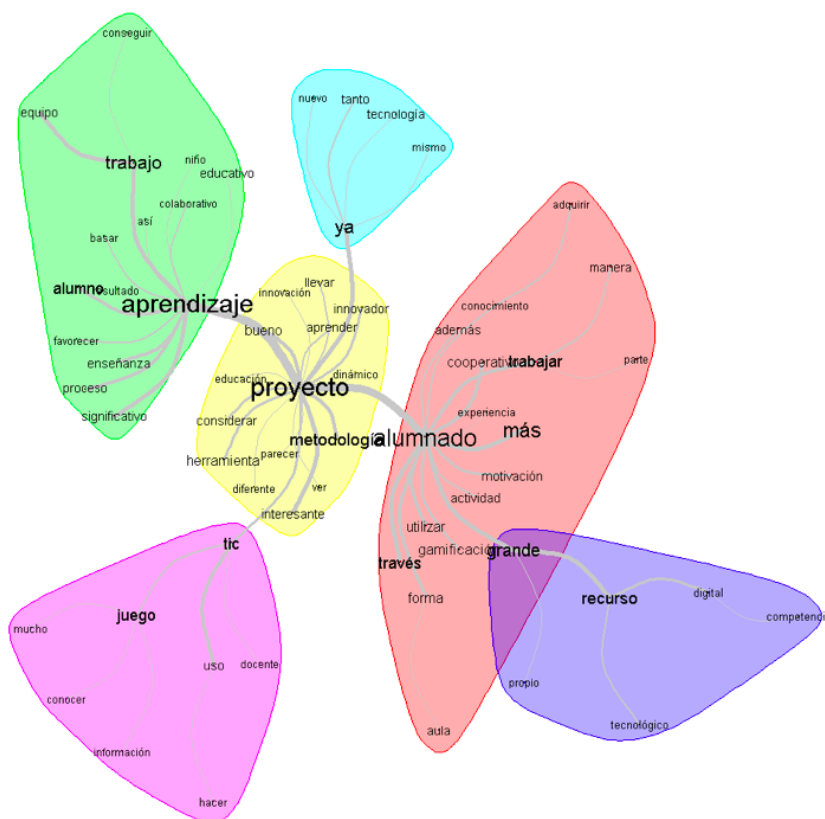 conseguir
equipo
trabajo
niño
educativo
colaborativo
así
basar
alumno
resultado
aprendizaje
favorecer
enseñanza
proceso
significativo
nuevo
tanto
tecnología
mismo
ya
llevar
innovación
innovador
bueno
aprender
educación
dinámico
proyecto
considerar
metodología
herramienta
parecer
diferente
ver
interesante
adquirir
manera
conocimiento
además
cooperativo
trabajar
parte
experiencia
más
alumnado
motivación
actividad
utilizar
gamificación
través
grande
forma
propio
aula
recurso
digital
competenci
tecnológico
tic
juego
mucho
uso
docente
conocer
información
hacer